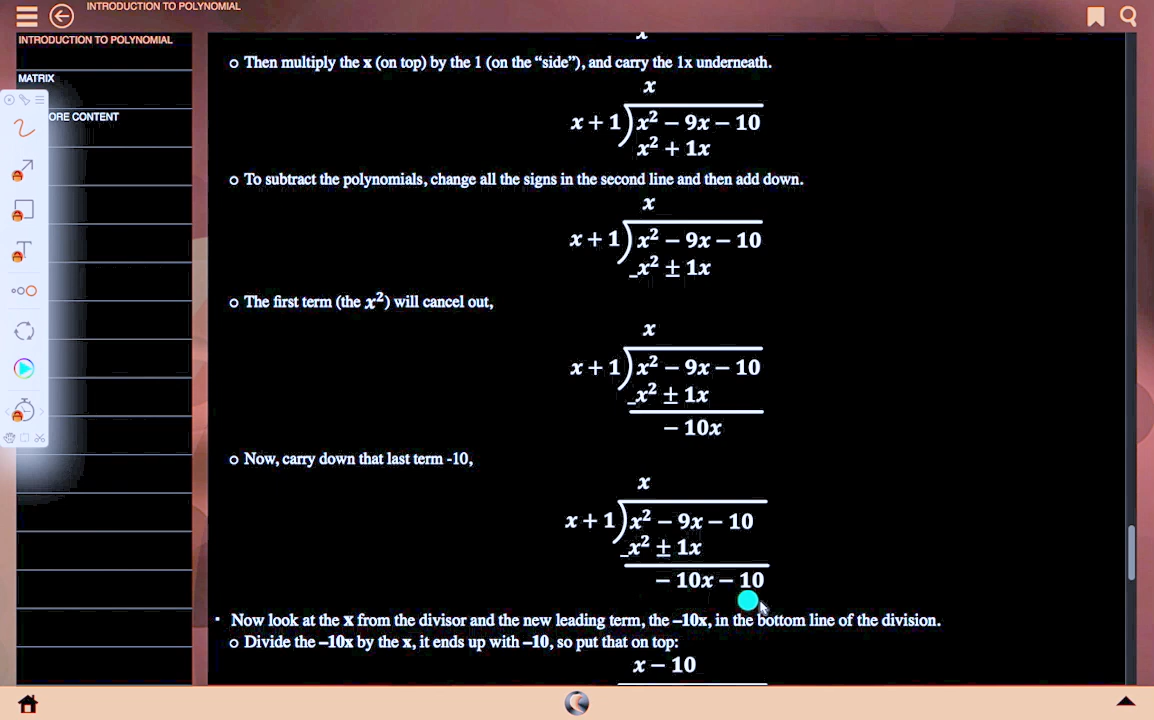 INTRODUCTION TO POLYNOMIAL
INTRODUCTION TO POLYNOMIAL
MATRIX
ORE CONTENT
T
x
o Then multiply the x (on top) by the 1 (on the “side”), and carry the 1x underneath.
x
x + 1)x² − 9x − 10
x² + 1x
o To subtract the polynomials, change all the signs in the second line and then add down.
x
x + 1)x² − 9x − 10
_x² ± 1x
o The first term (the x²) will cancel out,
x
x + 1)x² − 9x − 10
_x² ± 1x
− 10x
o Now, carry down that last term -10,
x
x + 1)x² − 9x − 10
_x² ± 1x
− 10x − 10
▪ Now look at the x from the divisor and the new leading term, the –10x, in the bottom line of the division.
o Divide the –10x by the x, it ends up with –10, so put that on top:
x − 10